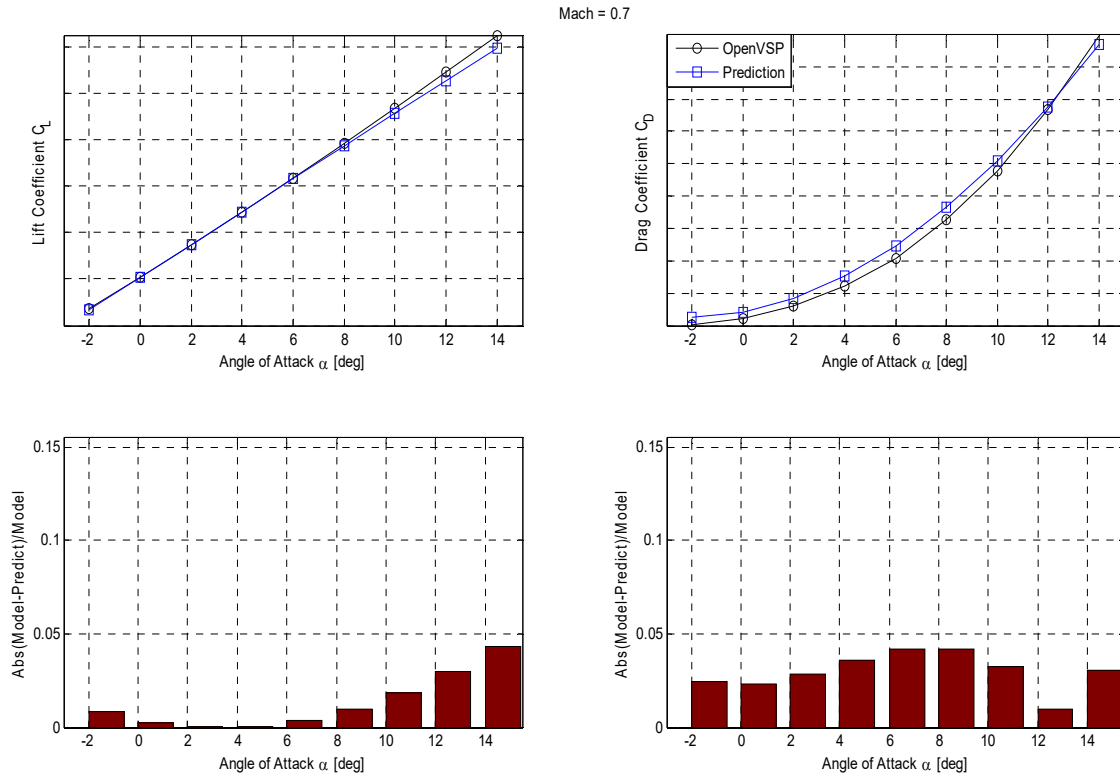 Mach = 0.7
Lift Coefficient C_L
-2 0 2 4 6 8 10 12 14
Angle of Attack α [deg]
OpenVSP
Prediction
Drag Coefficient C_D
-2 0 2 4 6 8 10 12 14
Angle of Attack α [deg]
0.15
0.1
0.05
0
Abs(Model-Predict)/Model
-2 0 2 4 6 8 10 12 14
Angle of Attack α [deg]
0.15
0.1
0.05
0
Abs(Model-Predict)/Model
-2 0 2 4 6 8 10 12 14
Angle of Attack α [deg]